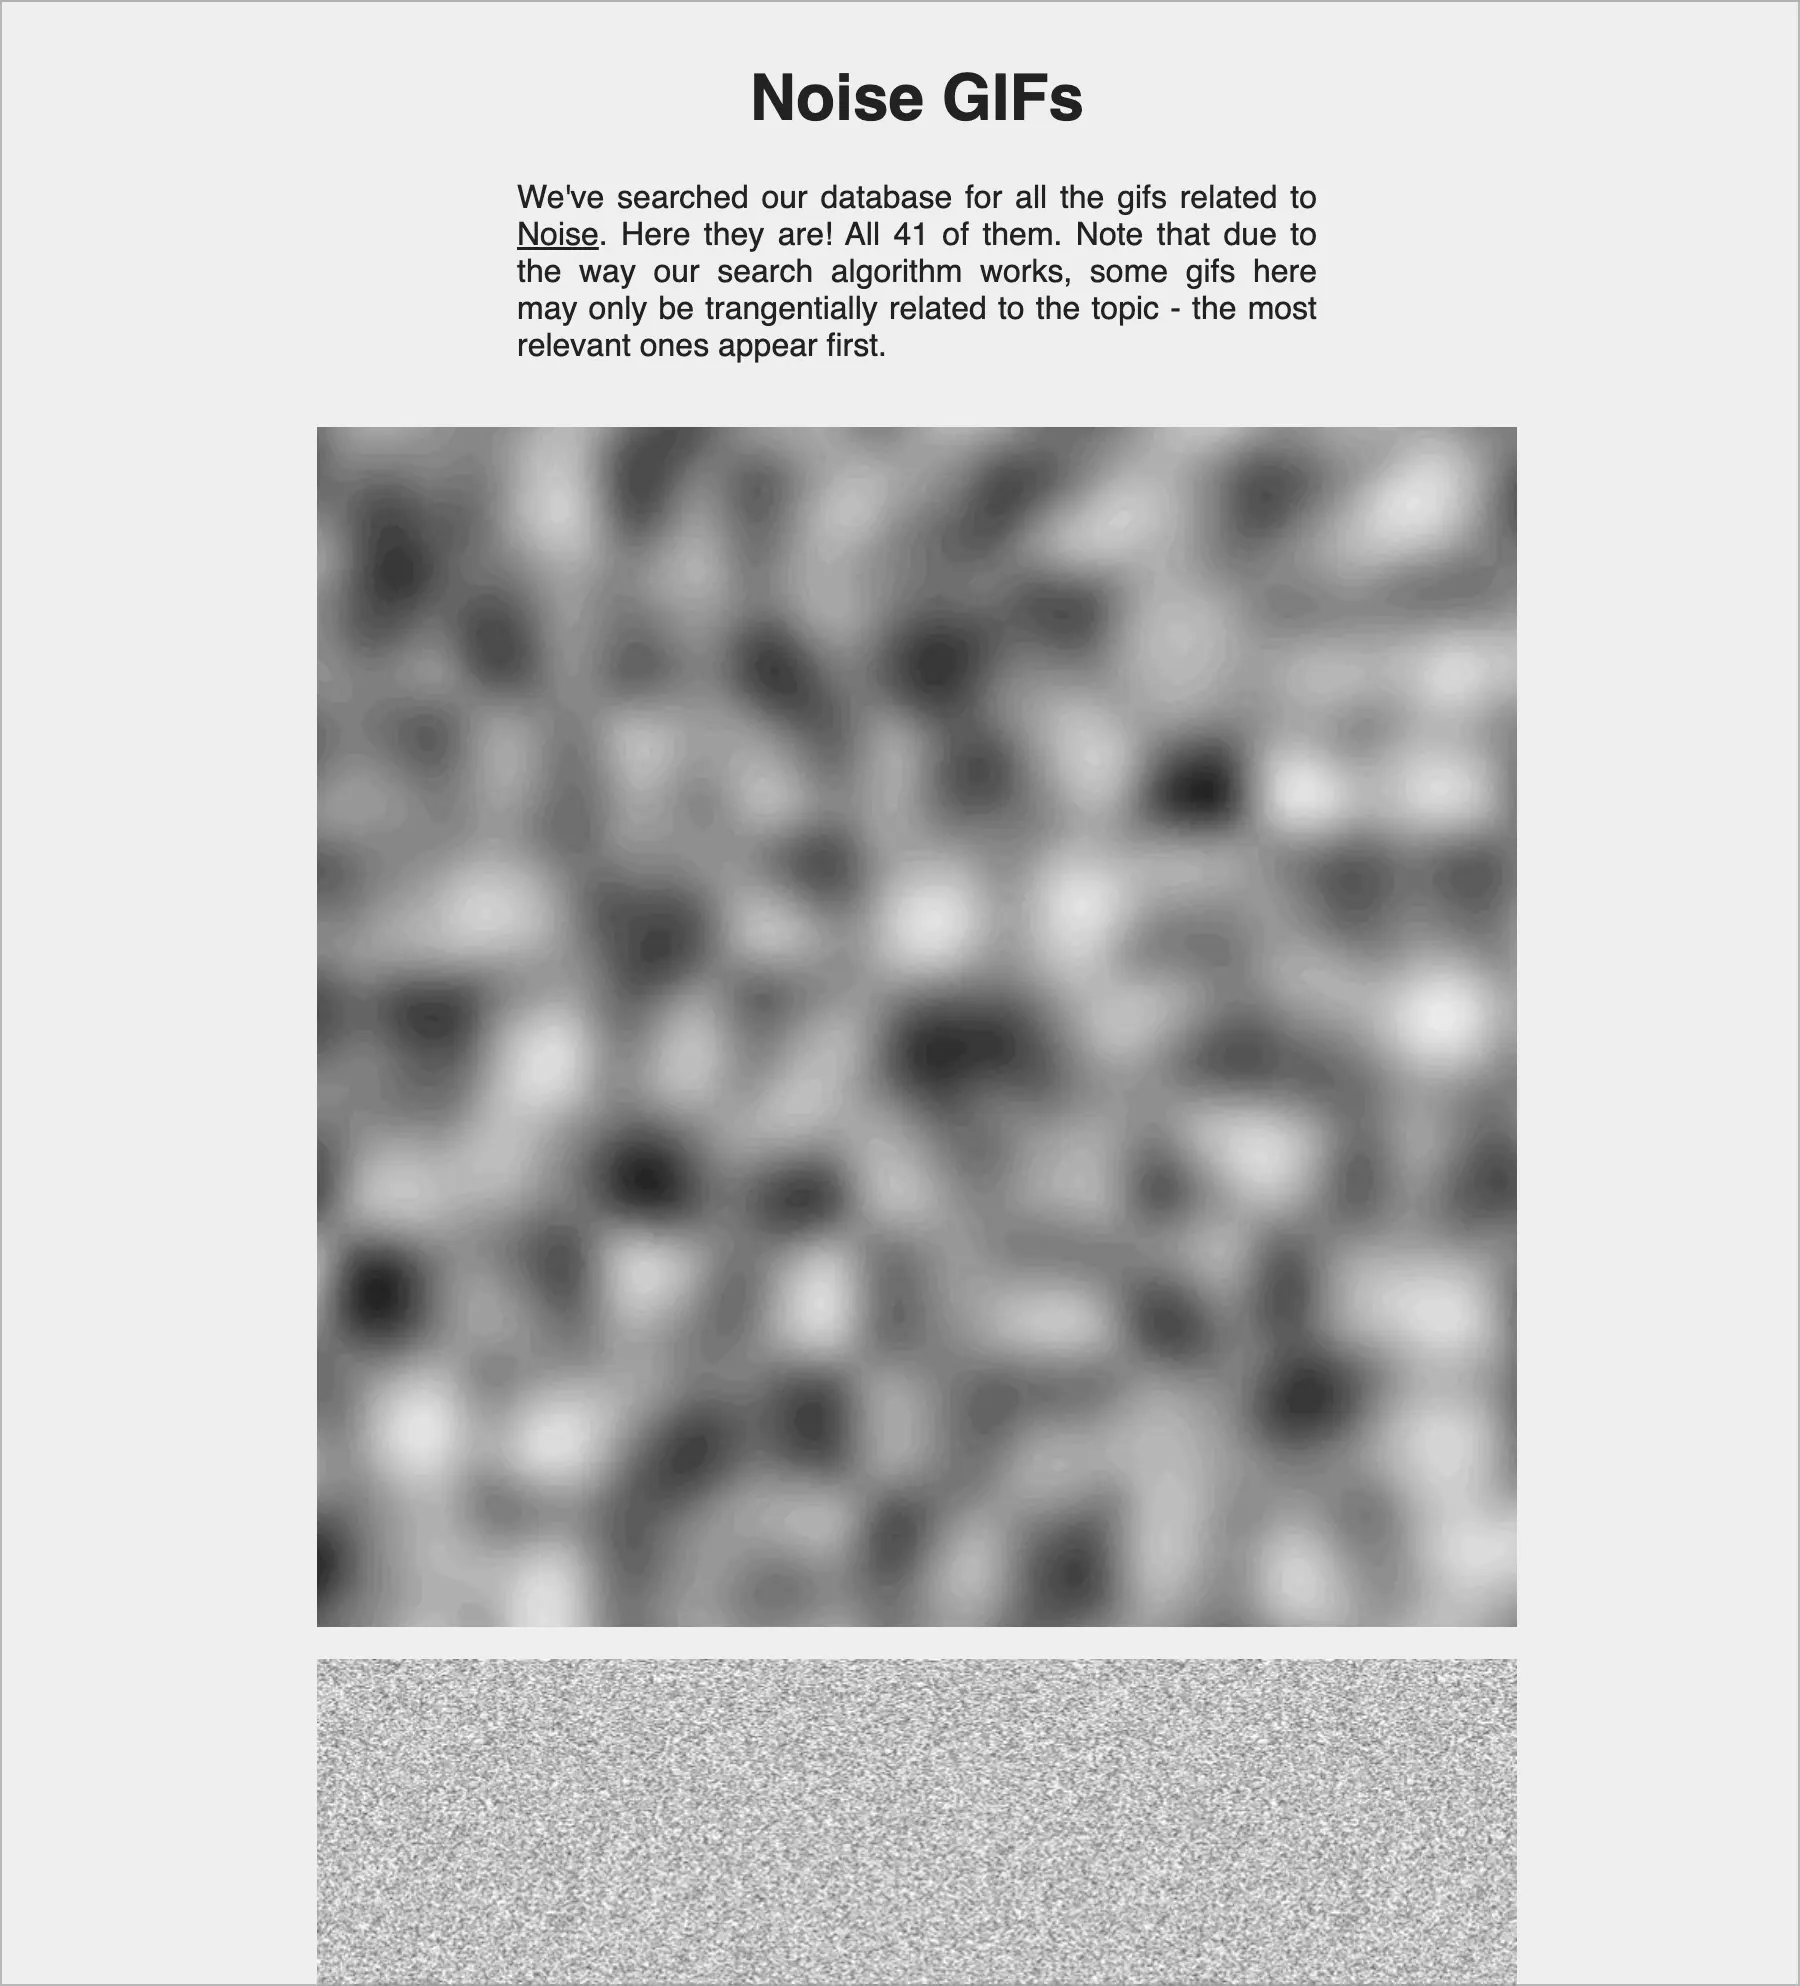 Noise GIFs
We've searched our database for all the gifs related to
Noise. Here they are! All 41 of them. Note that due to
the way our search algorithm works, some gifs here
may only be trangentially related to the topic - the most
relevant ones appear first.